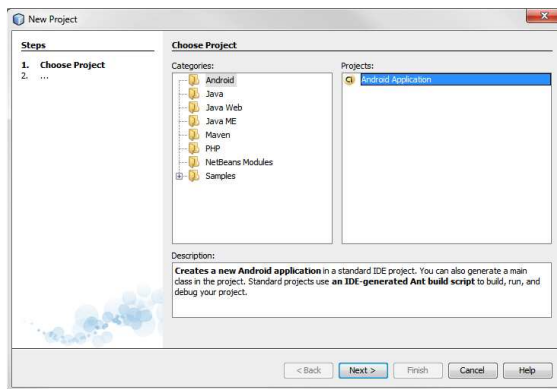 New Project
Steps
1. Choose Project
2. ...
Choose Project
Categories:
Android
Java
Java Web
Java ME
Maven
PHP
NetBeans Modules
Samples
Projects:
Android Application
Description:
Creates a new Android application in a standard IDE project. You can also generate a main
class in the project. Standard projects use an IDE-generated Ant build script to build, run, and
debug your project.
< Back
Next >
Finish
Cancel
Help